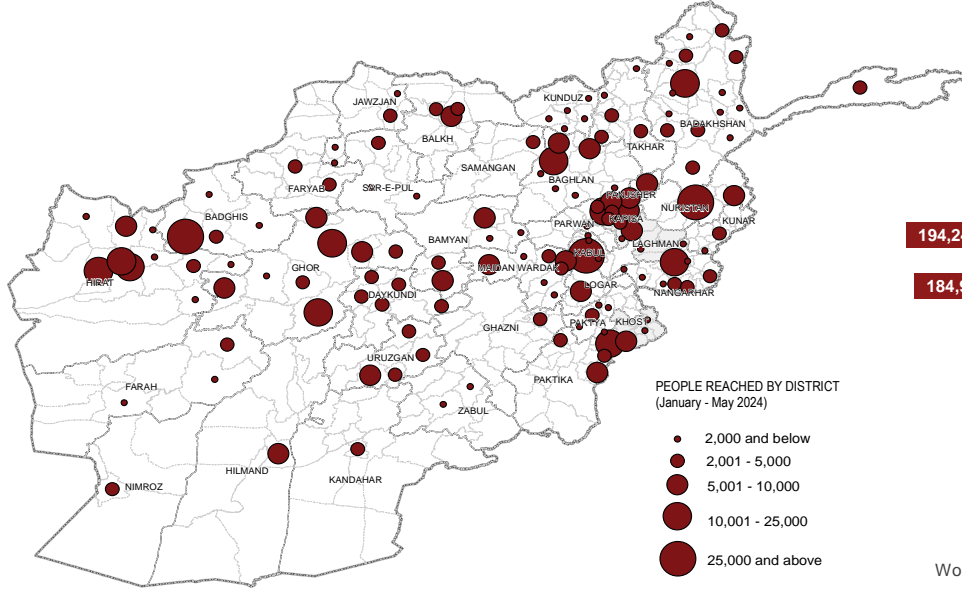 JAWZJAN
KUNDUZ
BALKH
BADAKHSHAN
TAKHAR
SAMANGAN
BAGHLAN
FARYAB
SAR-E-PUL
PANJSHER
NURISTAN
BADGHIS
KAPISA
KUNAR
PARWAN
BAMYAN
LAGHMAN
KABUL
HIRAT
GHOR
MAIDAN WARDAK
LOGAR
NANGARHAR
DAYKUNDI
GHAZNI
PAKTYA
KHOST
URUZGAN
PAKTIKA
FARAH
ZABUL
HILMAND
KANDAHAR
NIMROZ
194,2
184,9
PEOPLE REACHED BY DISTRICT
(January - May 2024)
2,000 and below
2,001 - 5,000
5,001 - 10,000
10,001 - 25,000
25,000 and above
Wo